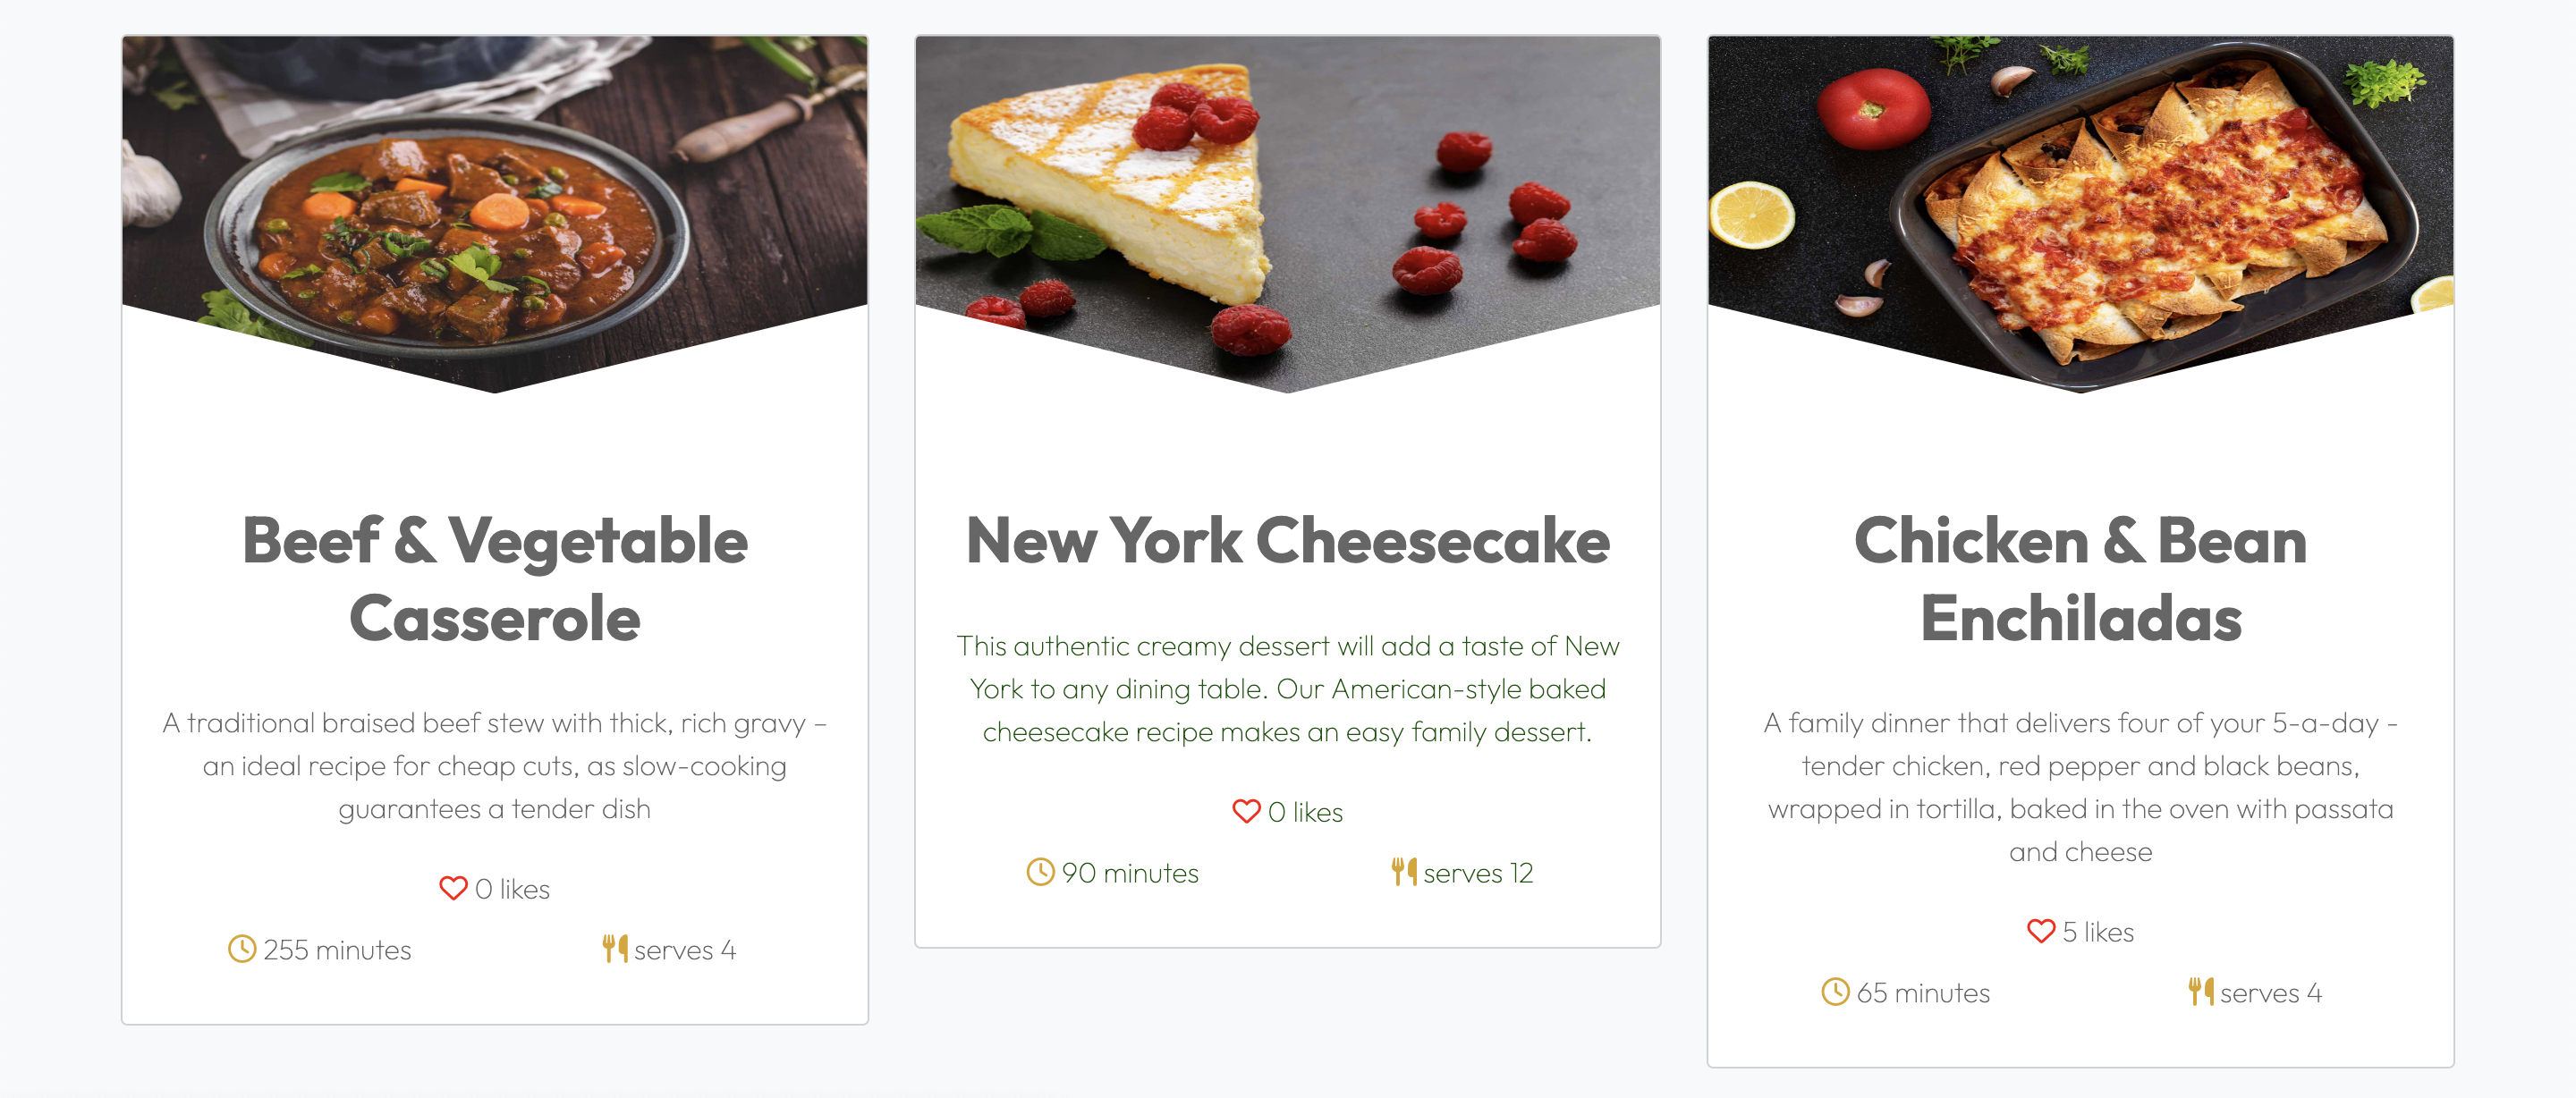 Beef & Vegetable
Casserole
A traditional braised beef stew with thick, rich gravy –
an ideal recipe for cheap cuts, as slow-cooking
guarantees a tender dish
0 likes
255 minutes
serves 4
New York Cheesecake
This authentic creamy dessert will add a taste of New
York to any dining table. Our American-style baked
cheesecake recipe makes an easy family dessert.
0 likes
90 minutes
serves 12
Chicken & Bean
Enchiladas
A family dinner that delivers four of your 5-a-day -
tender chicken, red pepper and black beans,
wrapped in tortilla, baked in the oven with passata
and cheese
5 likes
65 minutes
serves 4